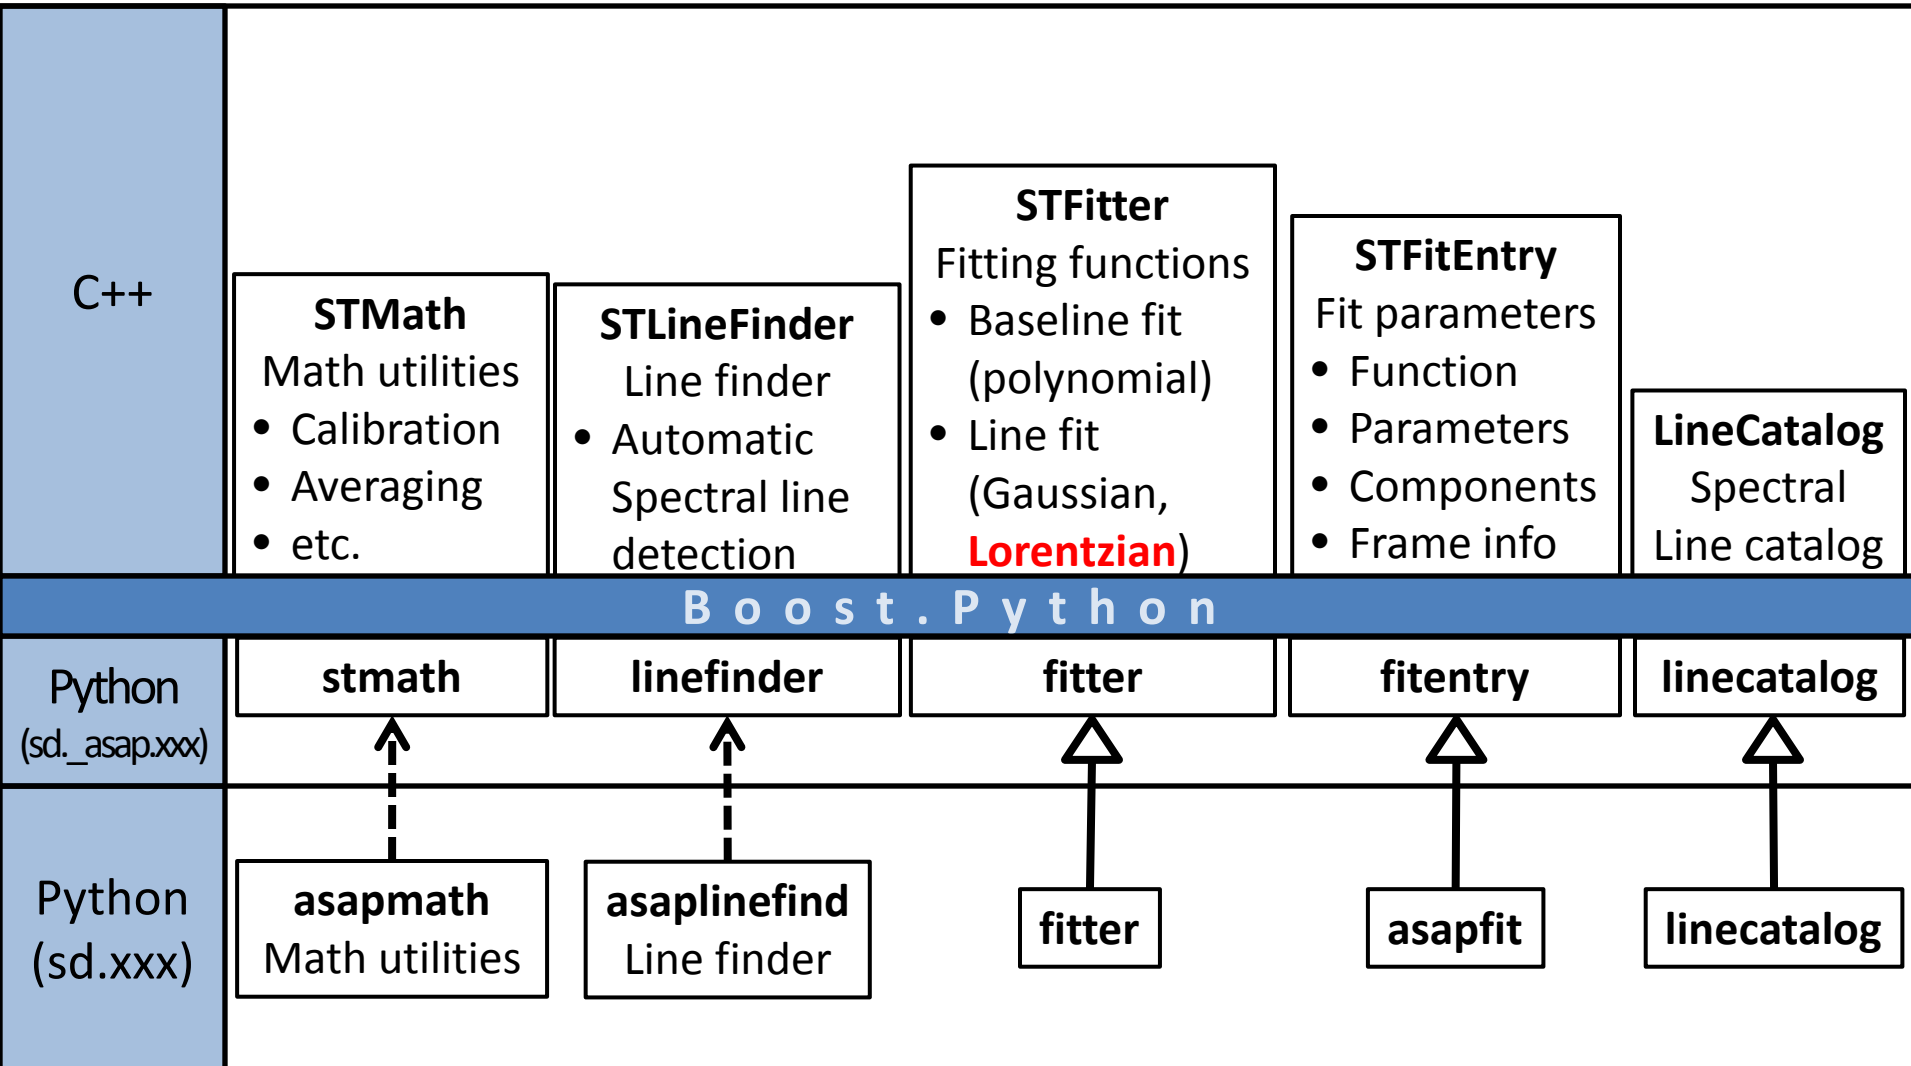 C++
STMath
Math utilities
• Calibration
• Averaging
• etc.
STLineFinder
Line finder
• Automatic
Spectral line
detection
STFitter
Fitting functions
• Baseline fit
(polynomial)
• Line fit
(Gaussian,
Lorentzian)
STFitEntry
Fit parameters
• Function
• Parameters
• Components
• Frame info
LineCatalog
Spectral
Line catalog
Boost.Python
Python
(sd._asap.xxx)
stmath
linefinder
fitter
fitentry
linecatalog
Python
(sd.xxx)
asapmath
Math utilities
asaplinefind
Line finder
fitter
asapfit
linecatalog